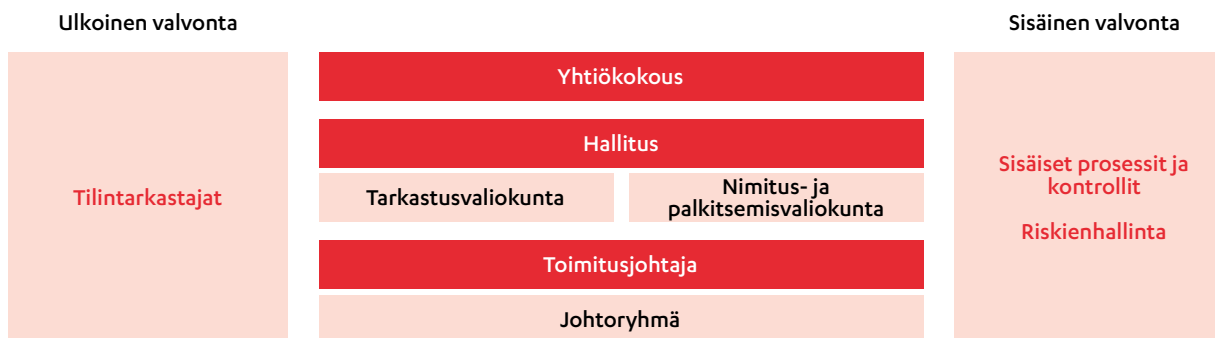 Ulkoinen valvonta
Sisäinen valvonta
Tilintarkastajat
Yhtiökokous
Hallitus
Tarkastusvaliokunta
Nimitus- ja
palkitsemisvaliokunta
Toimitusjohtaja
Johtoryhmä
Sisäiset prosessit ja
kontrollit
Riskienhallinta